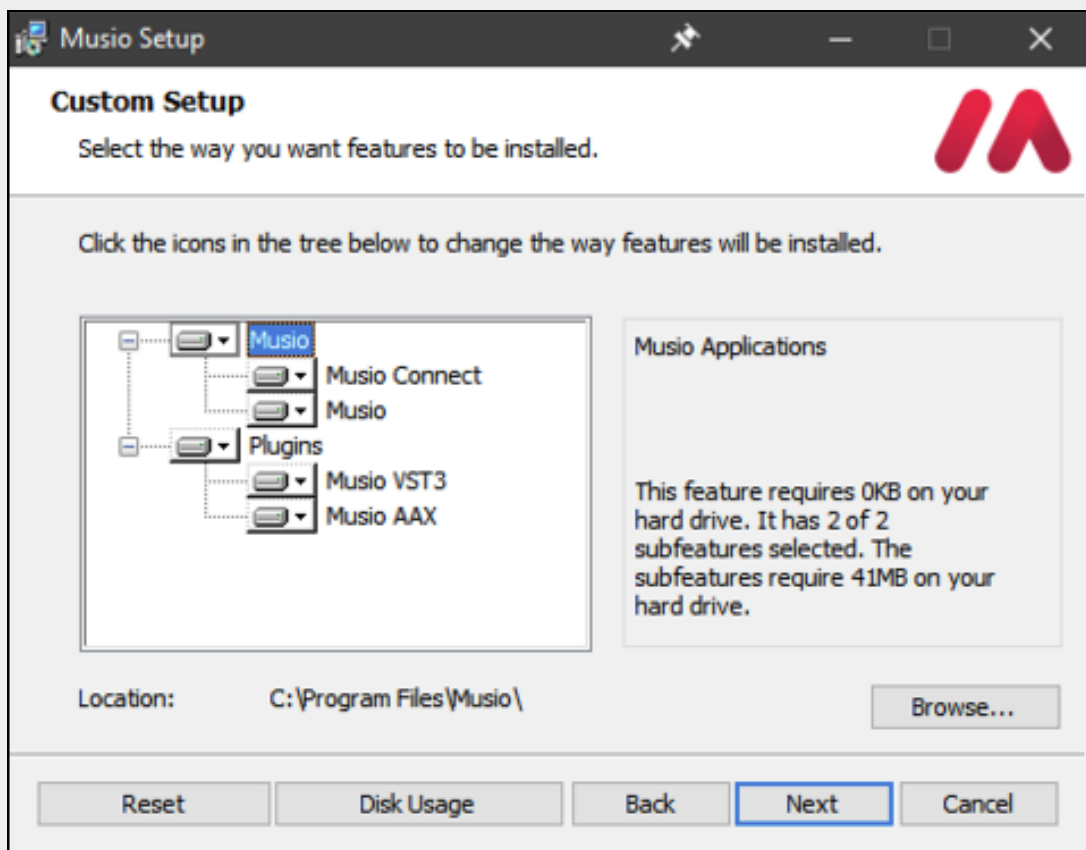 Musio Setup
Custom Setup
Select the way you want features to be installed.
Click the icons in the tree below to change the way features will be installed.
Musio
Musio Connect
Musio
Plugins
Musio VST3
Musio AAX
Musio Applications
This feature requires 0KB on your
hard drive. It has 2 of 2
subfeatures selected. The
subfeatures require 41MB on your
hard drive.
Location: C:\Program Files\Musio\
Browse...
Reset Disk Usage Back Next Cancel